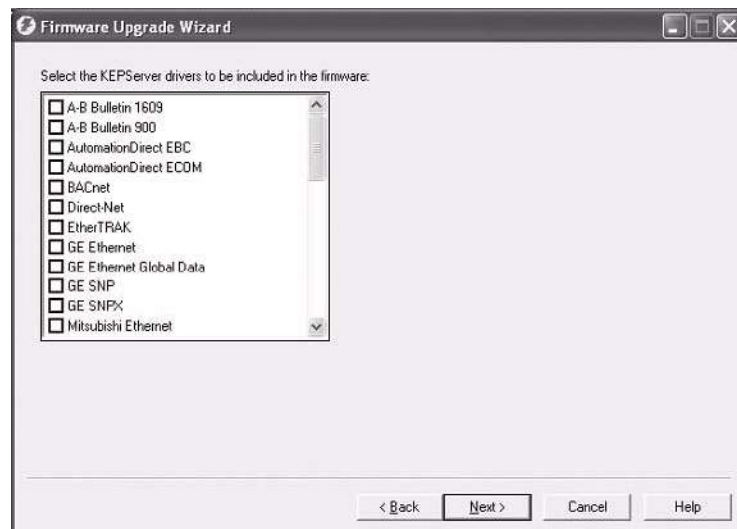 Firmware Upgrade Wizard
Select the KEPServer drivers to be included in the firmware:
A-B Bulletin 1609
A-B Bulletin 900
AutomationDirect EBC
AutomationDirect ECOM
BACnet
Direct-Net
EtherTRAK
GE Ethernet
GE Ethernet Global Data
GE SNP
GE SNPX
Mitsubishi Ethernet
< Back Next > Cancel Help